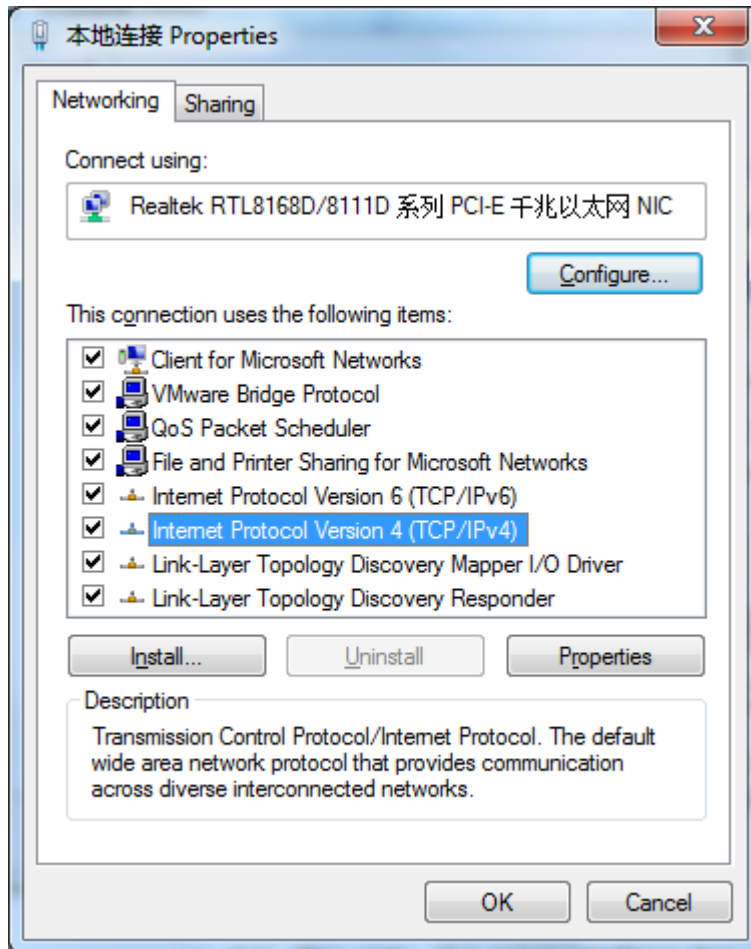 本地连接 Properties
Networking
Sharing
Connect using:
Realtek RTL8168D/8111D 系列 PCI-E 千兆以太网 NIC
Configure...
This connection uses the following items:
Client for Microsoft Networks
VMware Bridge Protocol
QoS Packet Scheduler
File and Printer Sharing for Microsoft Networks
Internet Protocol Version 6 (TCP/IPv6)
Internet Protocol Version 4 (TCP/IPv4)
Link-Layer Topology Discovery Mapper I/O Driver
Link-Layer Topology Discovery Responder
Install...
Uninstall
Properties
Description
Transmission Control Protocol/Internet Protocol. The default
wide area network protocol that provides communication
across diverse interconnected networks.
OK
Cancel